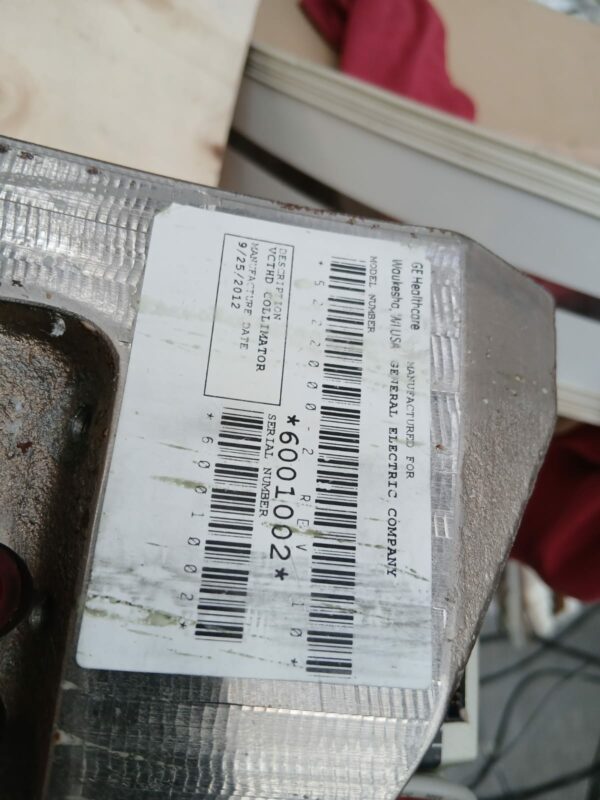 GE Healthcare
Waukesha, WI USA
MANUFACTURED FOR
GENERAL ELECTRIC COMPANY
MODEL NUMBER
*5222000-2 REV 10*
DESCRIPTION
VCTHD COLLIMATOR
MANUFACTURE DATE
9/25/2012
*6001002*
SERIAL NUMBER
*6001002*